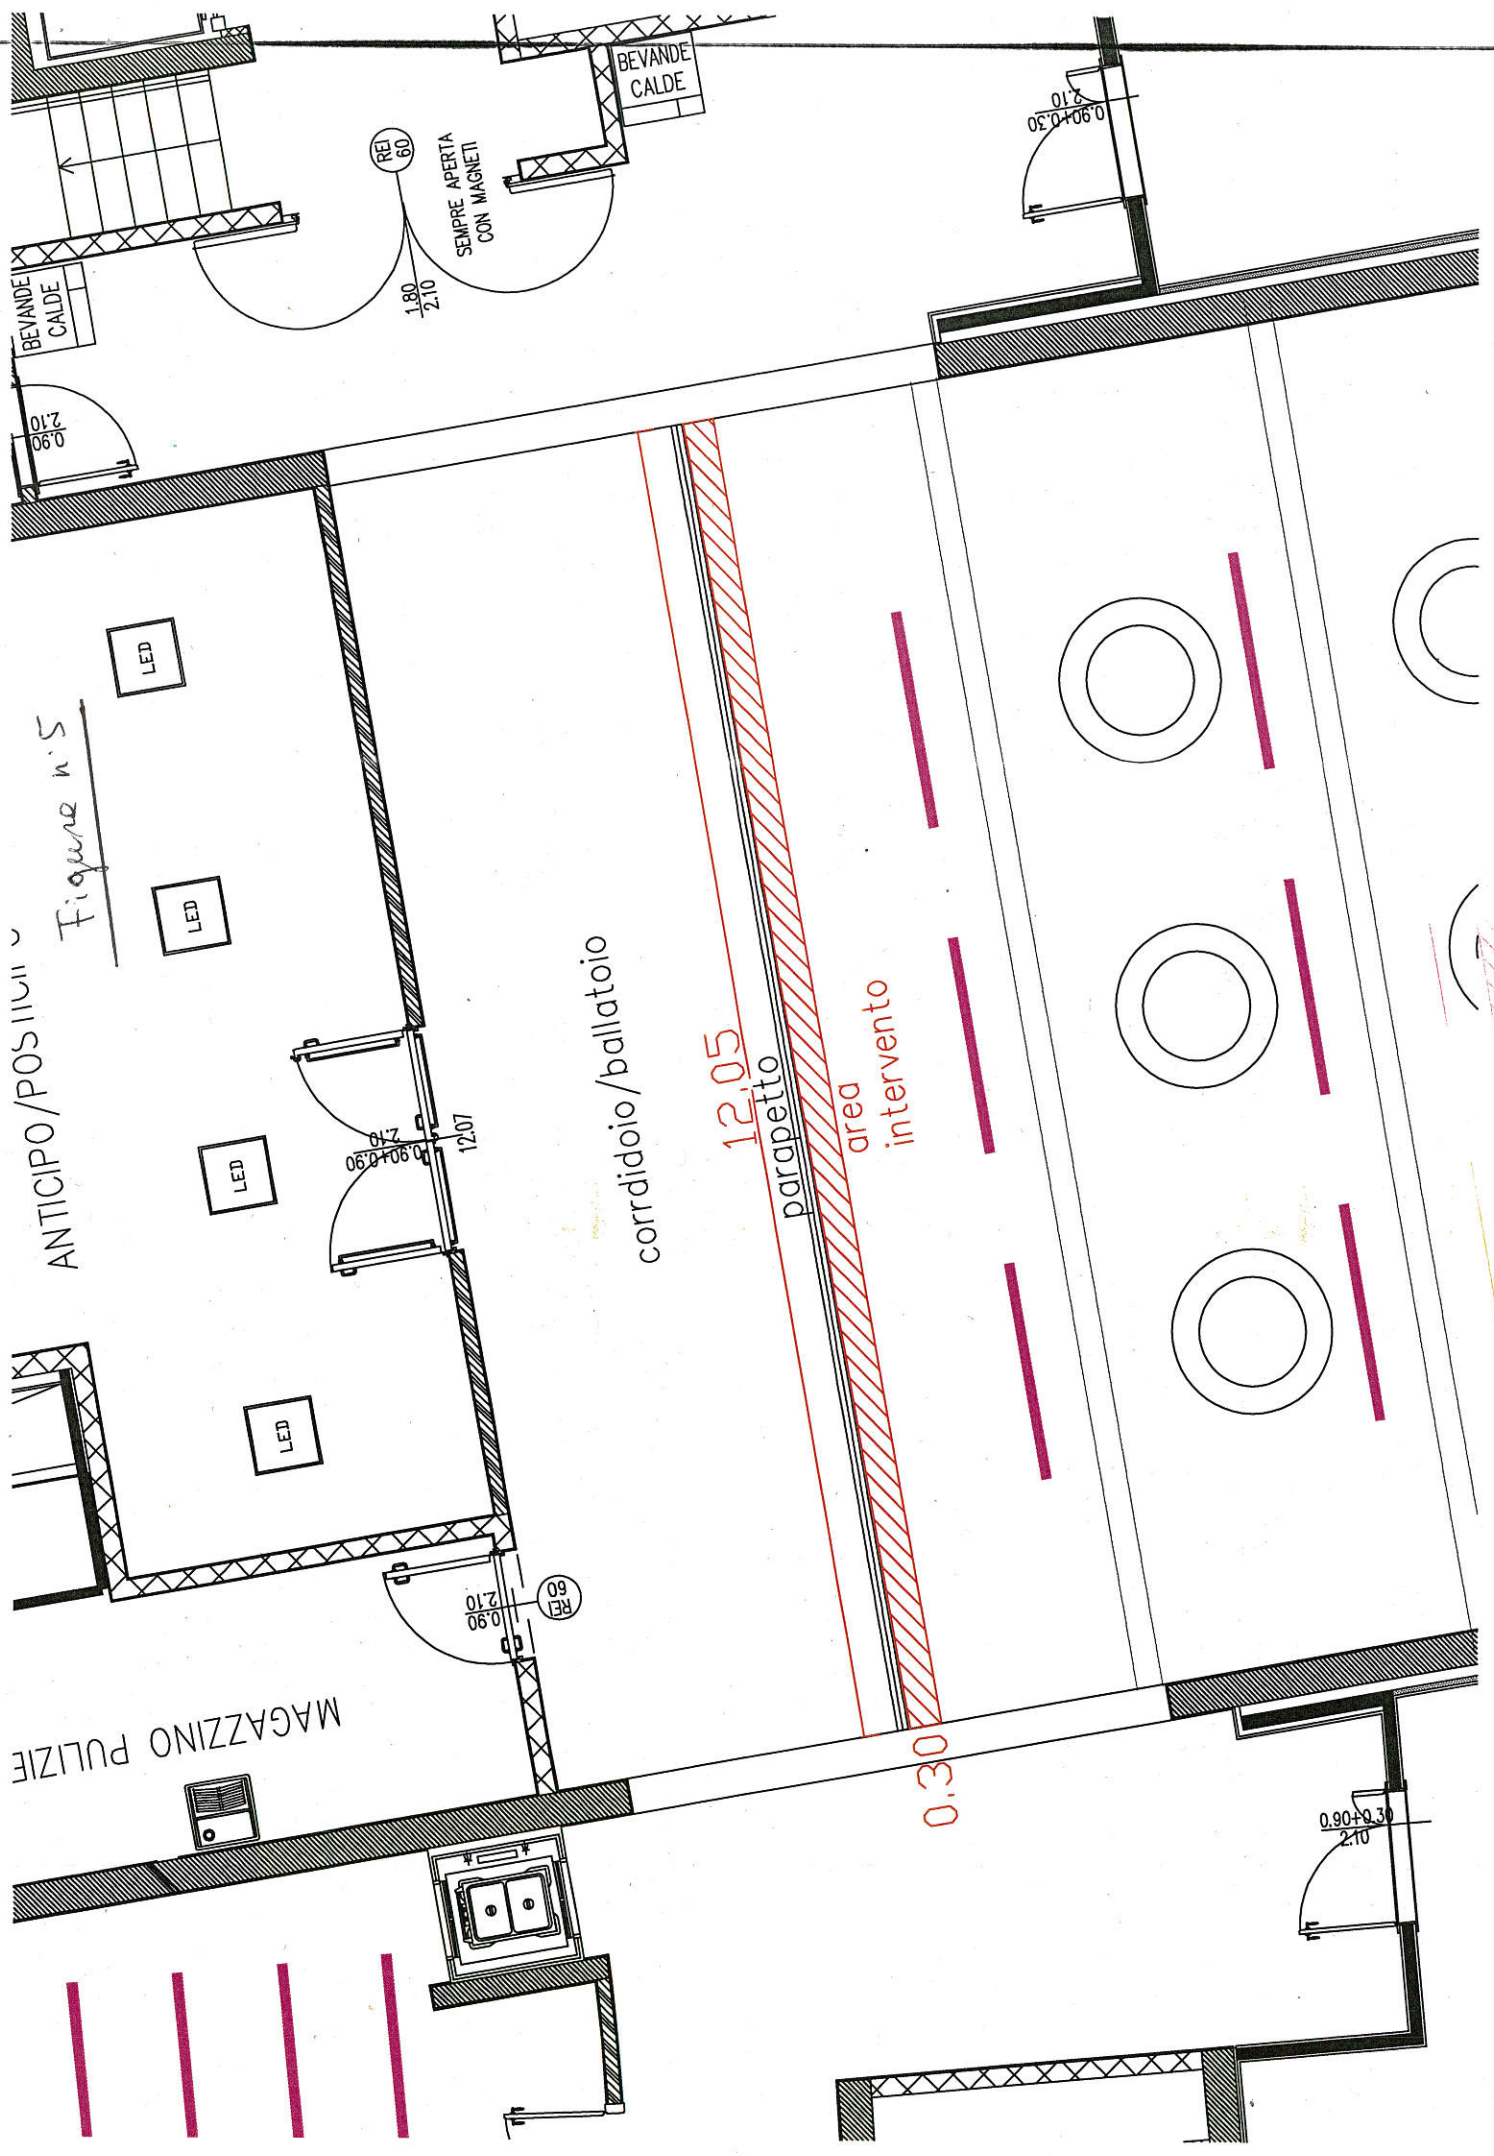 BEVANDE
CALDE
REI
60
SEMPRE APERTA
CON MAGNETI
1.80
2.10
0.90+0.30
2.10
BEVANDE
CALDE
0.90
2.10
LED
Figura n°5
LED
ANTICIPO/POSTICIPO
LED
0.90+0.90
2.10
12.07
corrdidoio/ballatoio
12,05
parapetto
area
intervento
LED
0.90
2.10
REI
60
MAGAZZINO PULIZIE
0.30
0.90+0.30
2.10